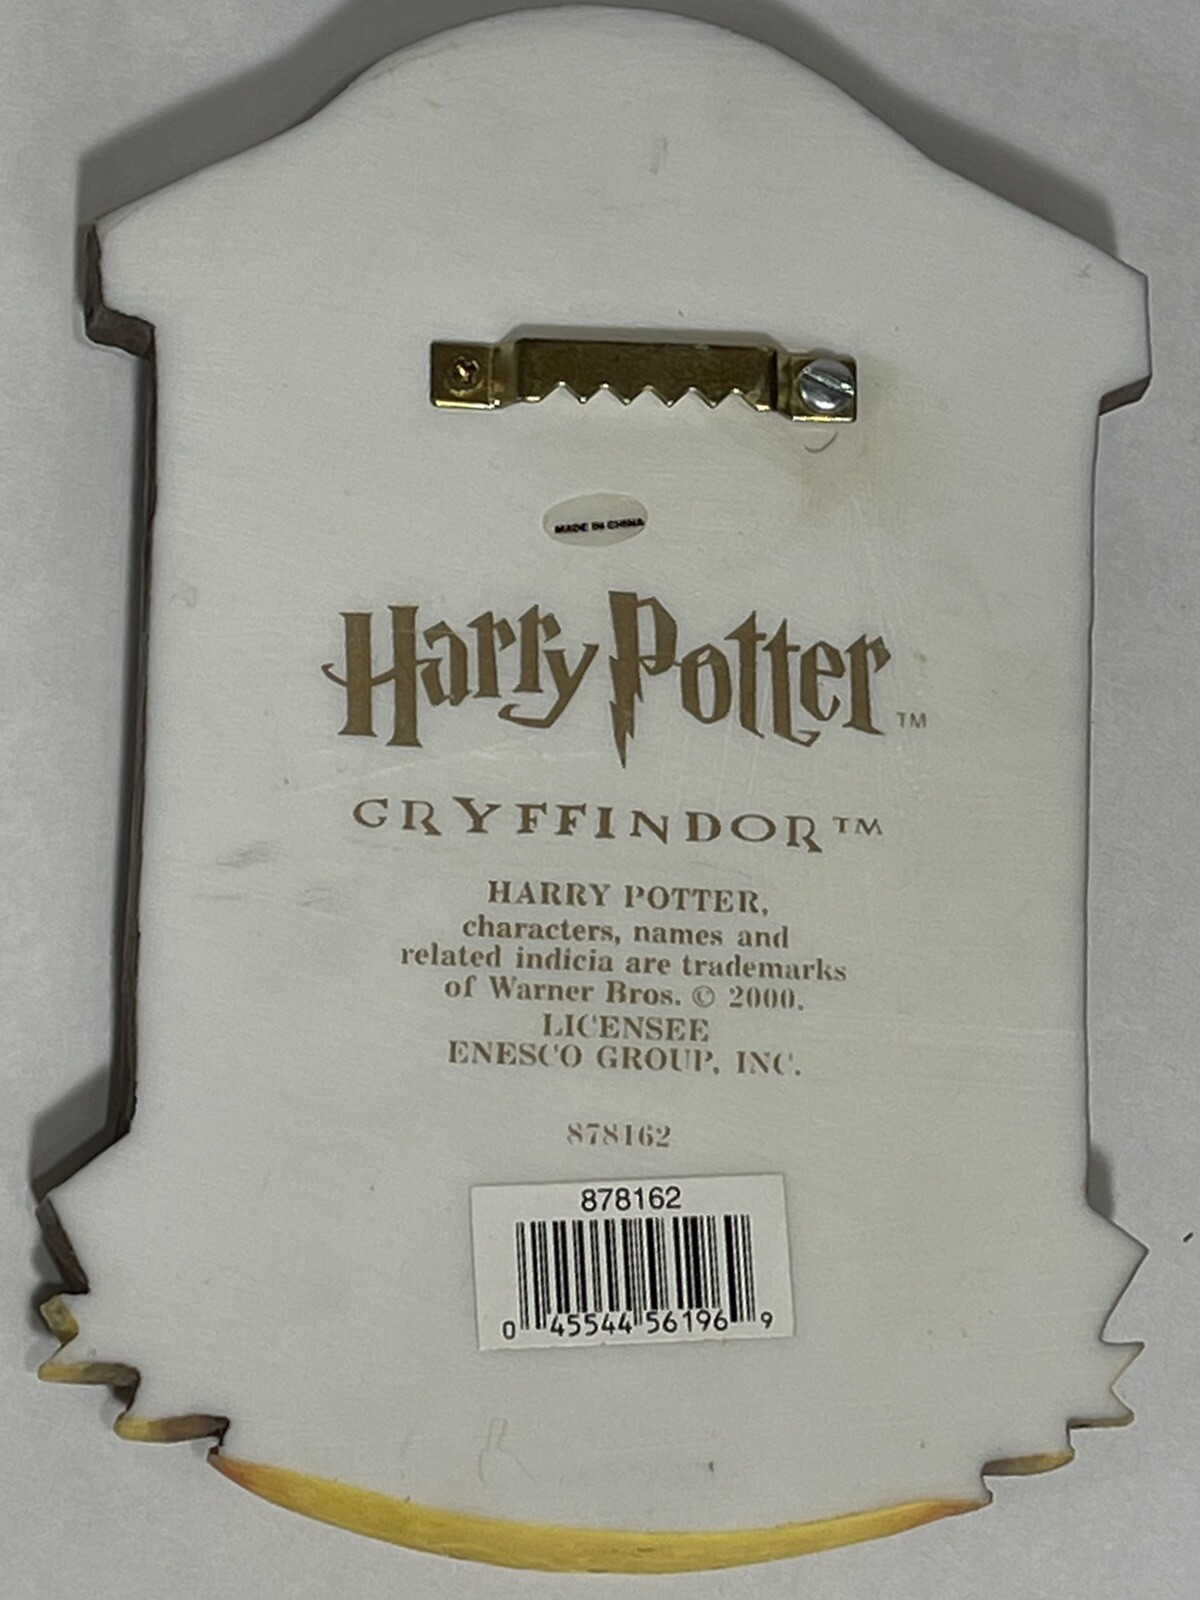 MADE IN CHINA
Harry Potter™
GRYFFINDOR™
HARRY POTTER,
characters, names and
related indicia are trademarks
of Warner Bros. © 2000.
LICENSEE
ENESCO GROUP, INC.
878162
878162
0 45544 56196 9